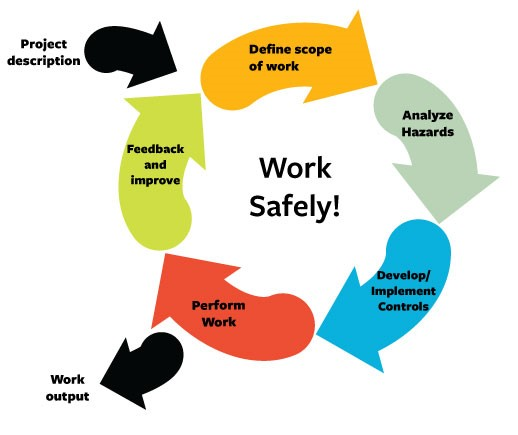 Project
description
Define scope
of work
Analyze
Hazards
Develop/
Implement
Controls
Perform
Work
Feedback
and
improve
Work
output
Work
Safely!